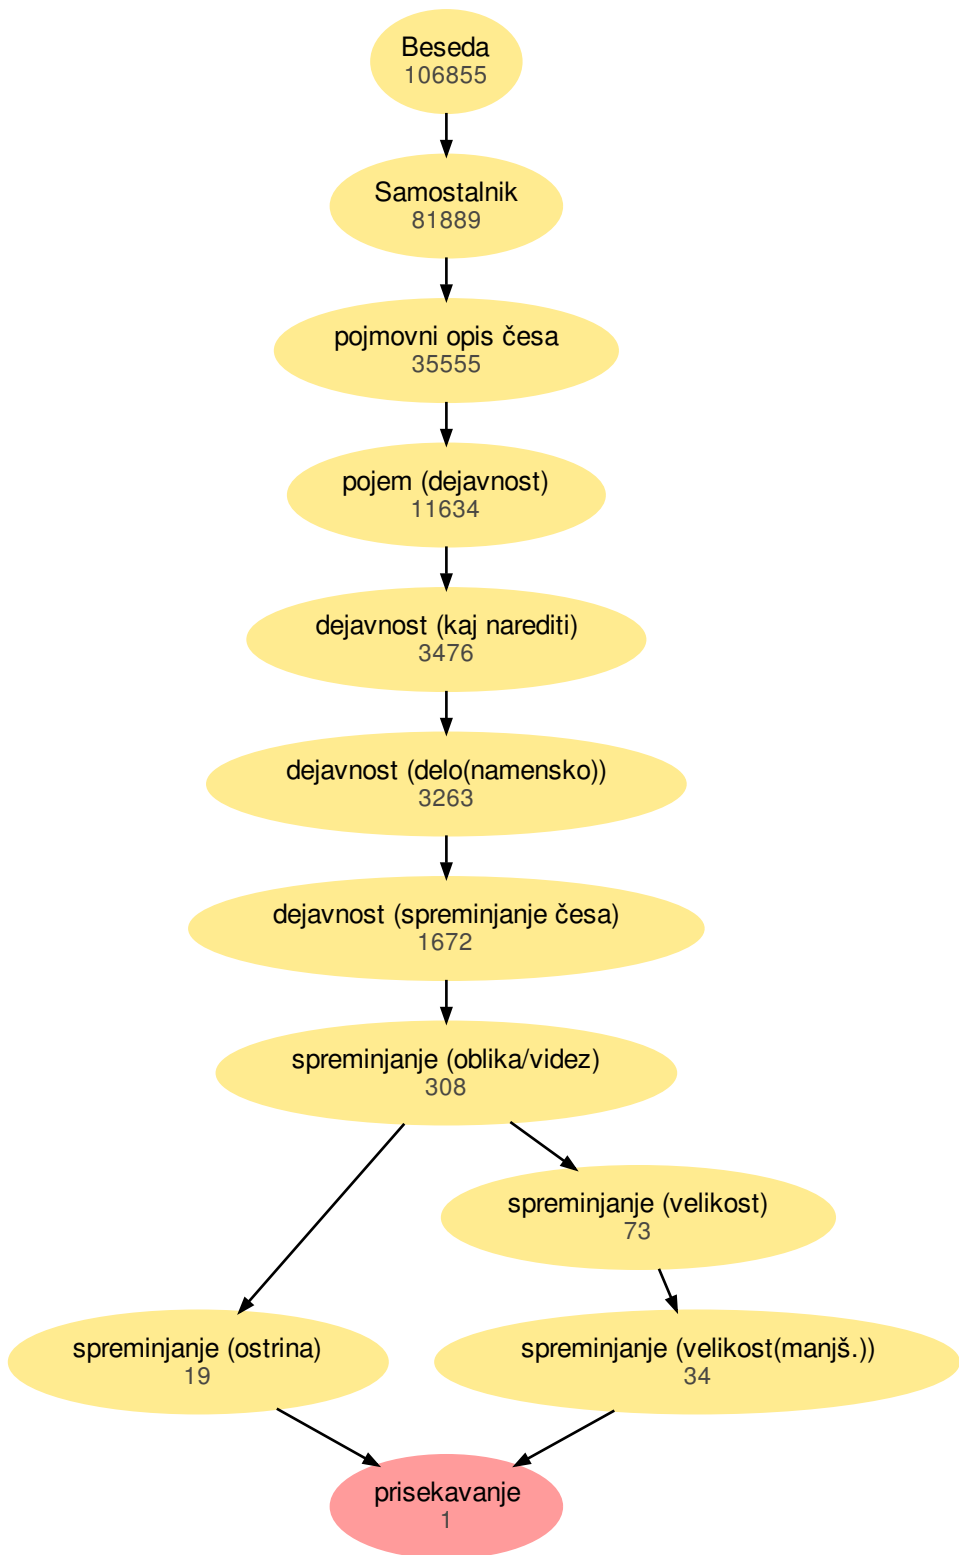 Beseda
106855
Samostalnik
81889
pojmovni opis česa
35555
pojem (dejavnost)
11634
dejavnost (kaj narediti)
3476
dejavnost (delo(namensko))
3263
dejavnost (spreminjanje česa)
1672
spreminjanje (oblika/videz)
308
spreminjanje (velikost)
73
spreminjanje (ostrina)
19
spreminjanje (velikost(manjš.))
34
prisekavanje
1